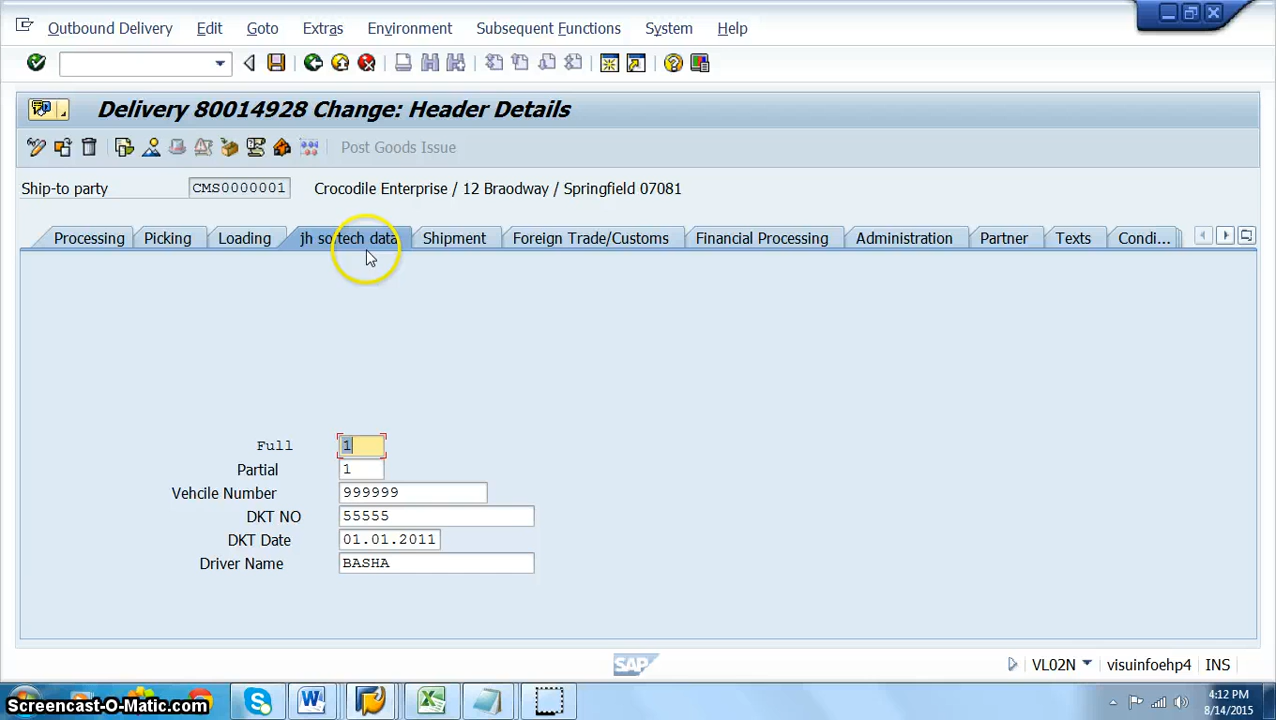 Outbound Delivery Edit Goto Extras Environment Subsequent Functions System Help
Delivery 80014928 Change: Header Details
Post Goods Issue
Ship-to party CMS0000001 Crocodile Enterprise / 12 Braodway / Springfield 07081
Processing Picking Loading jh softech data Shipment Foreign Trade/Customs Financial Processing Administration Partner Texts Condi...
Full 1
Partial 1
Vehcile Number 999999
DKT NO 55555
DKT Date 01.01.2011
Driver Name BASHA
SAP VL02N visuinfoehp4 INS
Screencast-O-Matic.com
4:12 PM
8/14/2015